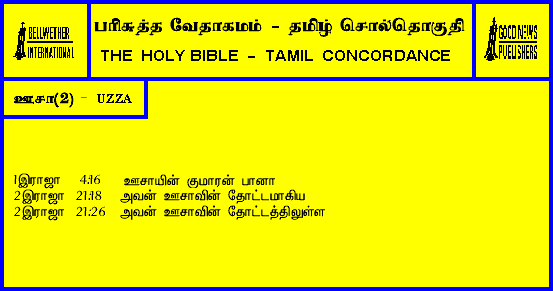 BELLWETHER
INTERNATIONAL
பரிசுத்த வேதாகமம் - தமிழ் சொல்தொகுதி
THE HOLY BIBLE - TAMIL CONCORDANCE
GOOD NEWS
PUBLISHERS
ஊசா(2) - UZZA
1இராஜா 4:16 ஊசாயின் குமாரன் பானா
2இராஜா 21:18 அவன் ஊசாவின் தோட்டமாகிய
2இராஜா 21:26 அவன் ஊசாவின் தோட்டத்திலுள்ள